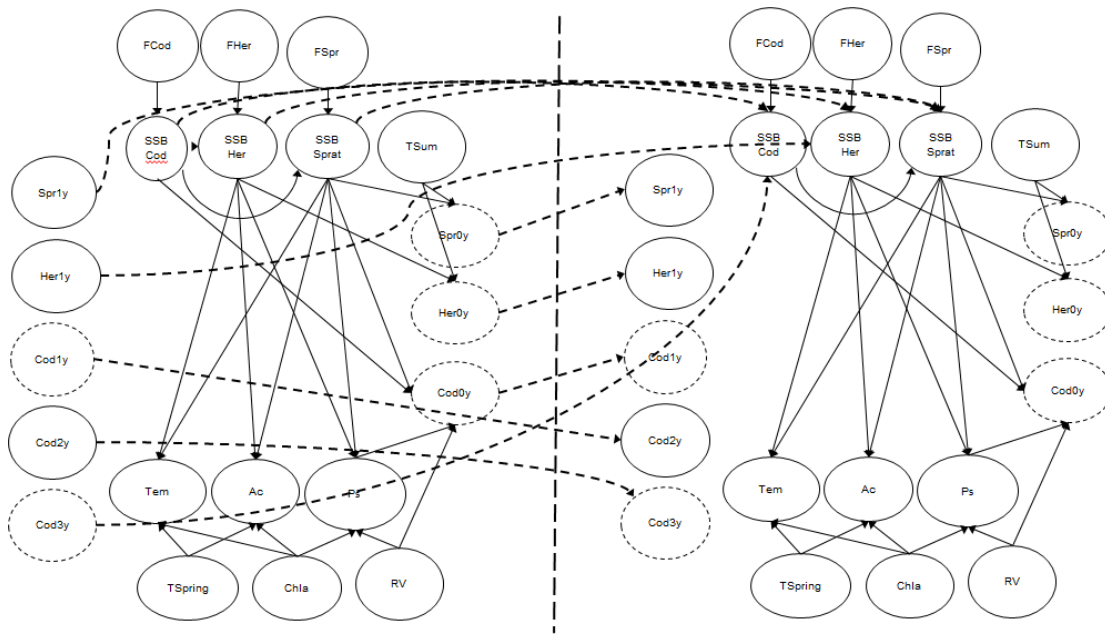 FCod
FHer
FSpr
FCod
FHer
FSpr
SSB
Cod
SSB
Her
SSB
Sprat
TSum
SSB
Cod
SSB
Her
SSB
Sprat
TSum
Spr1y
Spr0y
Spr1y
Spr0y
Her1y
Her0y
Her1y
Her0y
Cod1y
Cod0y
Cod1y
Cod0y
Cod2y
Cod2y
Tem
Ac
Ps
Tem
Ac
Ps
Cod3y
Cod3y
TSpring
Chla
RV
TSpring
Chla
RV